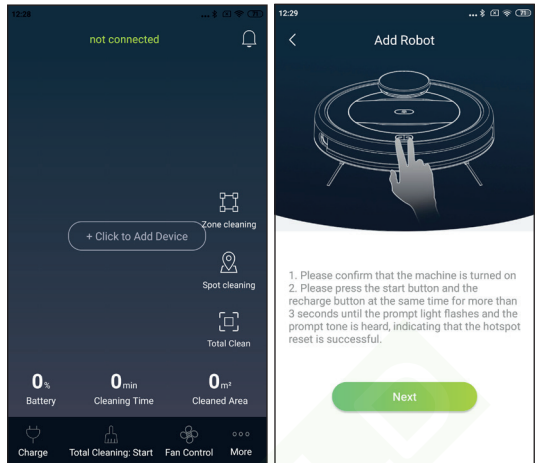 12:28
not connected
+ Click to Add Device
Zone cleaning
Spot cleaning
Total Clean
0% 0min 0m²
Battery Cleaning Time Cleaned Area
Charge Total Cleaning: Start Fan Control More
12:29
Add Robot
1. Please confirm that the machine is turned on
2. Please press the start button and the
recharge button at the same time for more than
3 seconds until the prompt light flashes and the
prompt tone is heard, indicating that the hotspot
reset is successful.
Next